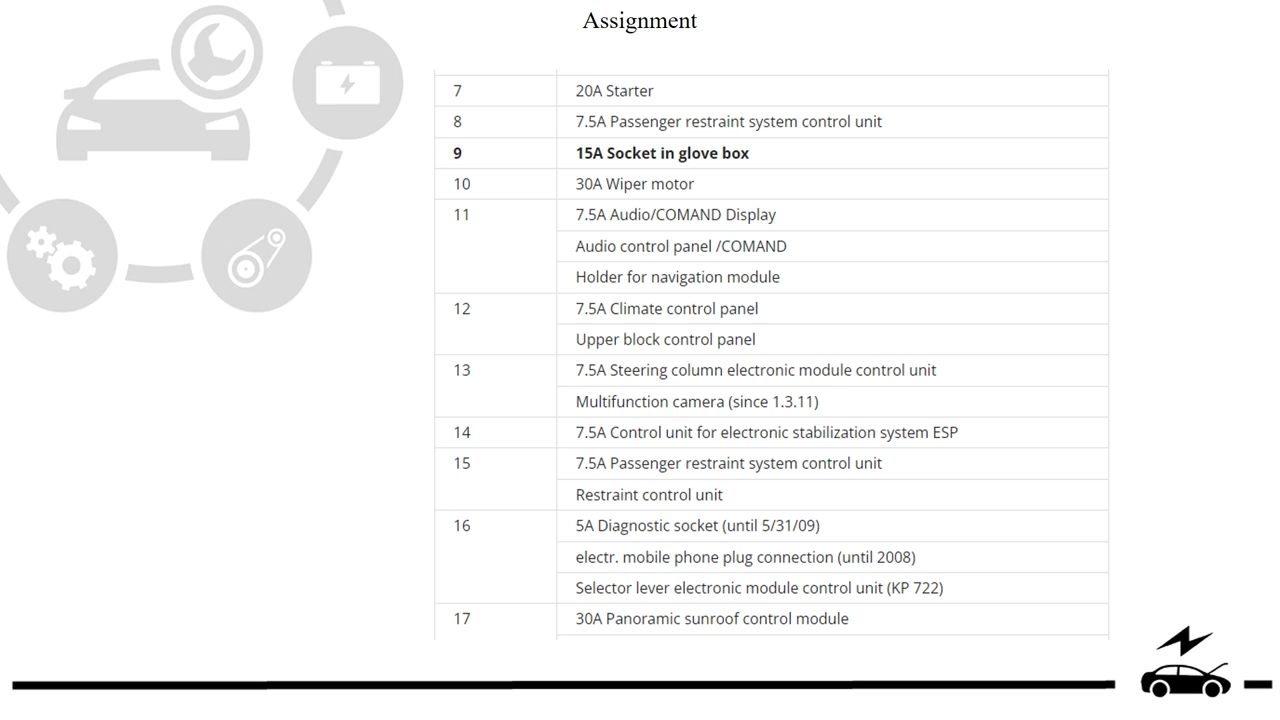 Assignment
7 20A Starter
8 7.5A Passenger restraint system control unit
9 15A Socket in glove box
10 30A Wiper motor
11 7.5A Audio/COMAND Display
Audio control panel /COMAND
Holder for navigation module
12 7.5A Climate control panel
Upper block control panel
13 7.5A Steering column electronic module control unit
Multifunction camera (since 1.3.11)
14 7.5A Control unit for electronic stabilization system ESP
15 7.5A Passenger restraint system control unit
Restraint control unit
16 5A Diagnostic socket (until 5/31/09)
electr. mobile phone plug connection (until 2008)
Selector lever electronic module control unit (KP 722)
17 30A Panoramic sunroof control module